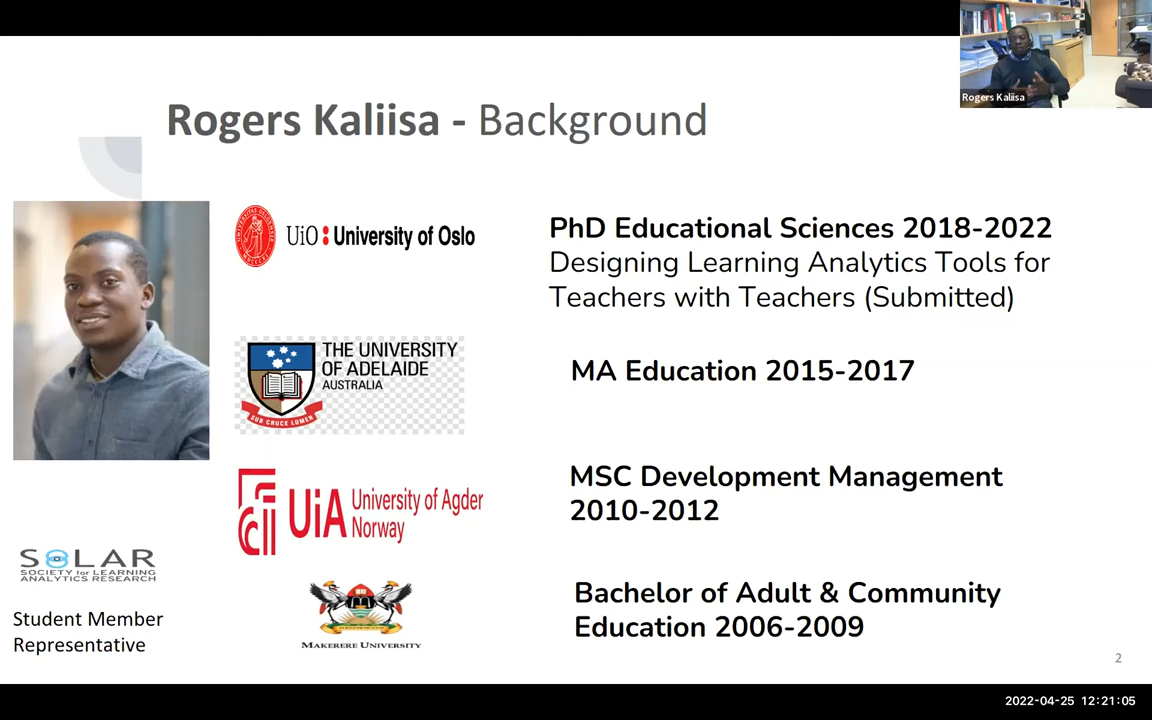 Rogers Kaliisa
Rogers Kaliisa - Background
UiO : University of Oslo
PhD Educational Sciences 2018-2022
Designing Learning Analytics Tools for
Teachers with Teachers (Submitted)
THE UNIVERSITY
OF ADELAIDE
AUSTRALIA
SUB CRUCE LUMEN
MA Education 2015-2017
UiA University of Agder
Norway
MSC Development Management
2010-2012
SOLAR
SOCIETY for LEARNING
ANALYTICS RESEARCH
Student Member
Representative
MAKERERE UNIVERSITY
Bachelor of Adult & Community
Education 2006-2009
2
2022-04-25 12:21:05